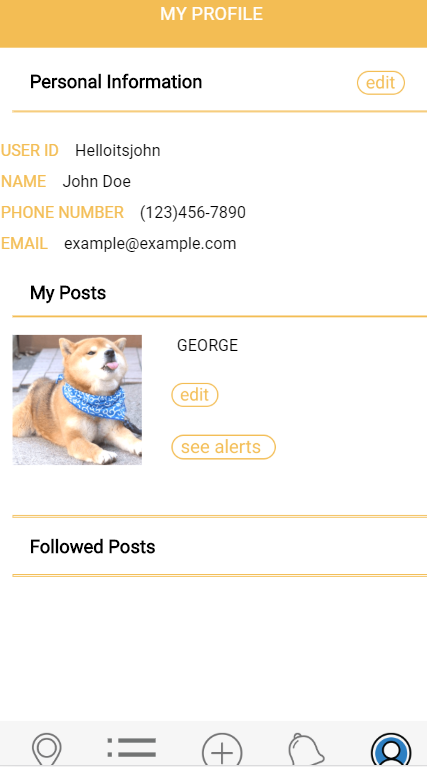 MY PROFILE
Personal Information edit
USER ID Helloitsjohn
NAME John Doe
PHONE NUMBER (123)456-7890
EMAIL example@example.com
My Posts
GEORGE
edit
see alerts
Followed Posts